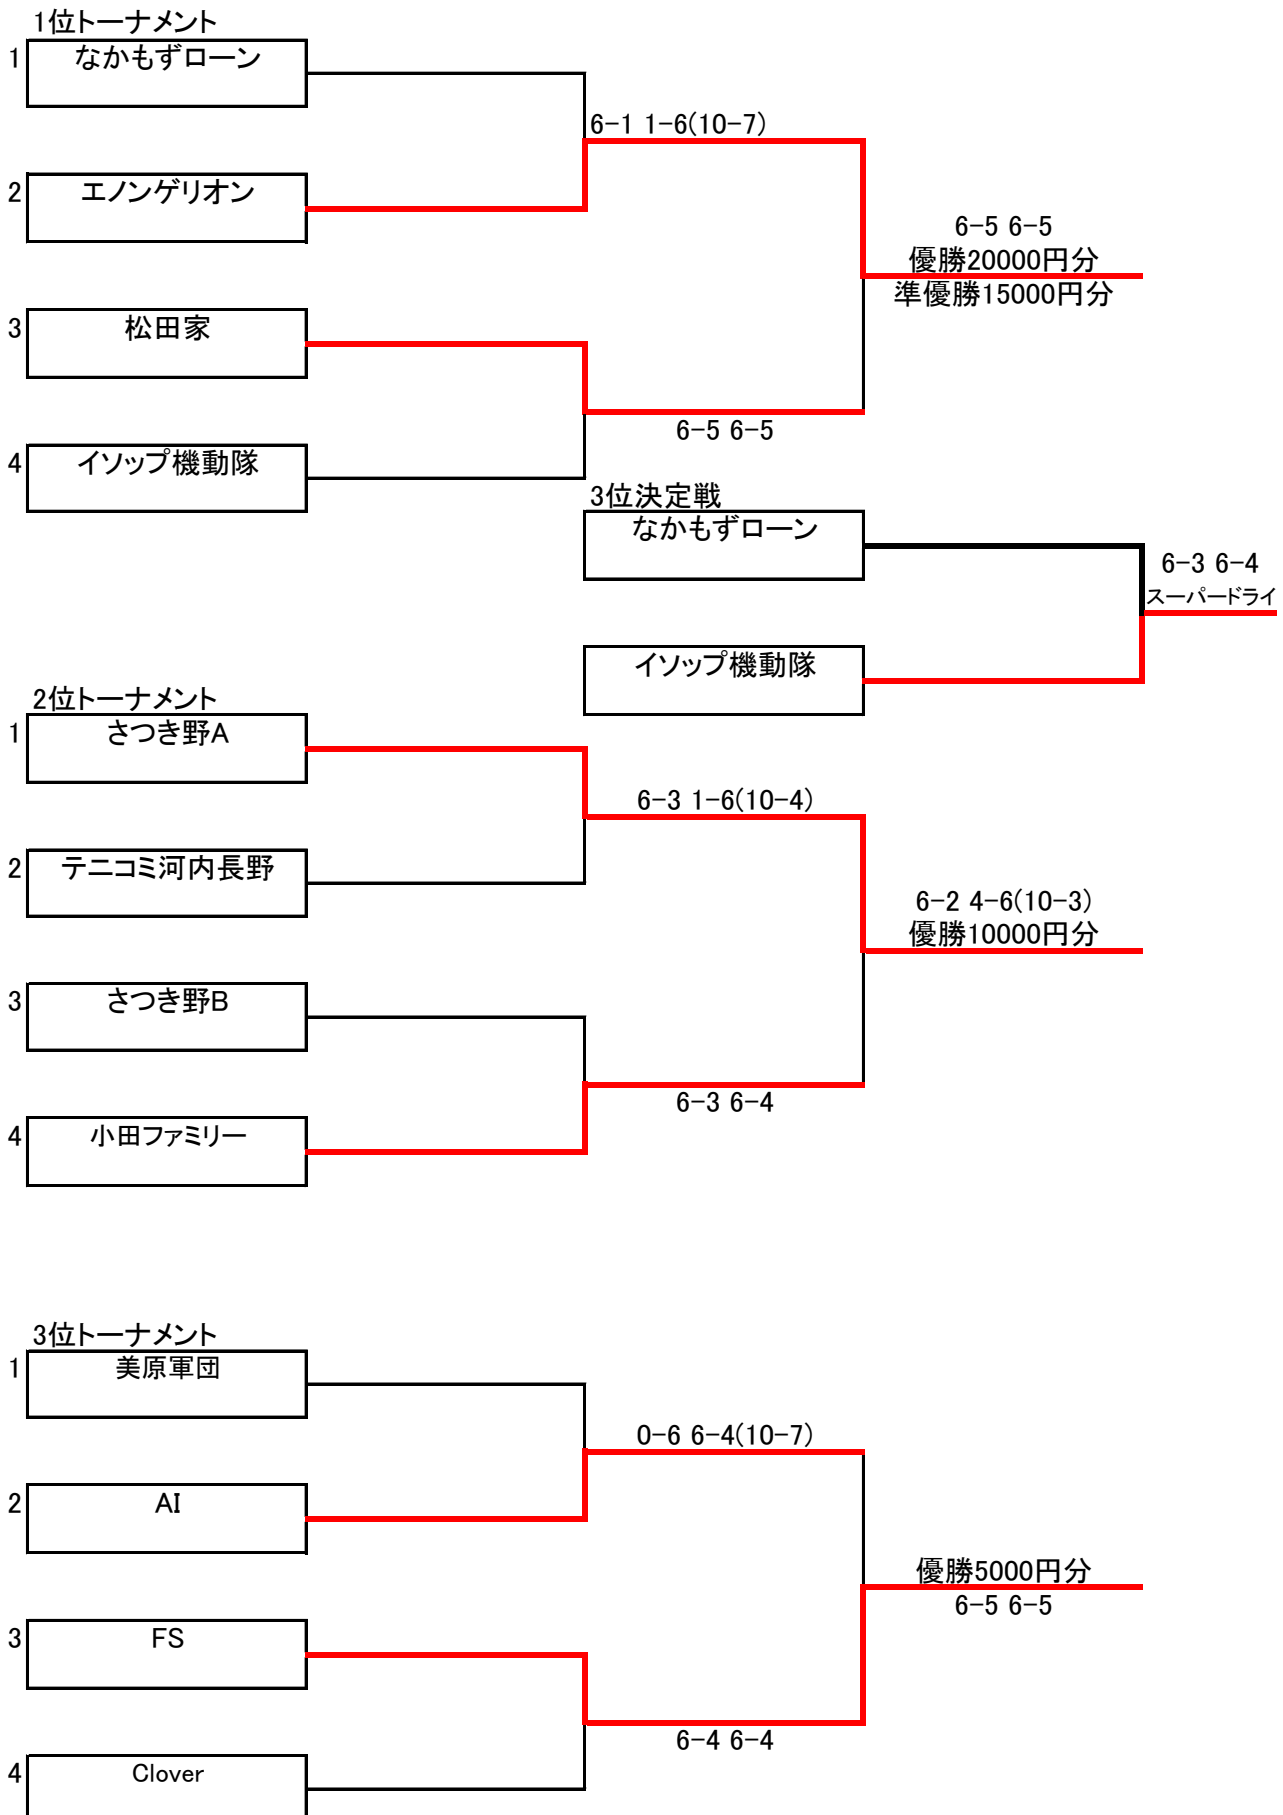 1位トーナメント
1
なかもずローン
6-1 1-6(10-7)
2
エノンゲリオン
6-5 6-5
優勝20000円分
準優勝15000円分
3
松田家
6-5 6-5
4
イソップ機動隊
3位決定戦
なかもずローン
6-3 6-4
スーパードライ
イソップ機動隊
2位トーナメント
1
さつき野A
6-3 1-6(10-4)
2
テニコミ河内長野
6-2 4-6(10-3)
優勝10000円分
3
さつき野B
6-3 6-4
4
小田ファミリー
3位トーナメント
1
美原軍団
0-6 6-4(10-7)
2
AI
優勝5000円分
6-5 6-5
3
FS
6-4 6-4
4
Clover